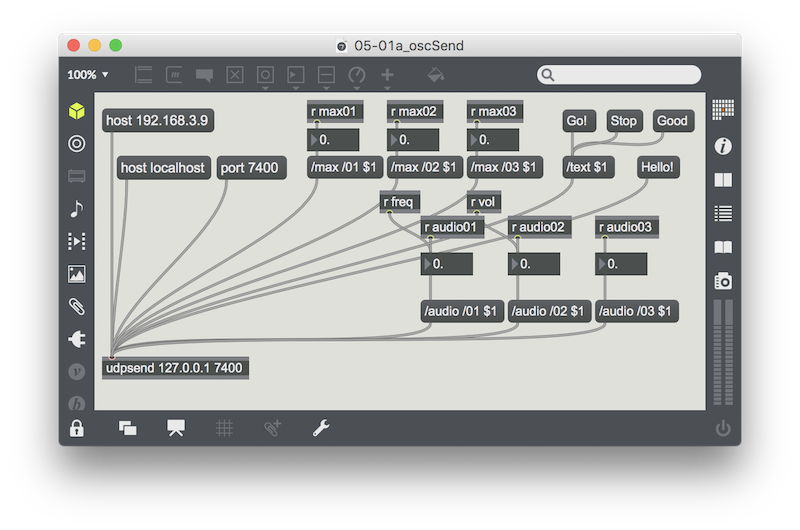 05-01a_oscSend
100%
host 192.168.3.9
r max01
r max02
r max03
Go!
Stop
Good
0.
0.
0.
host localhost
port 7400
/max /01 $1
/max /02 $1
/max /03 $1
/text $1
Hello!
r freq
r vol
r audio01
r audio02
r audio03
0.
0.
0.
/audio /01 $1
/audio /02 $1
/audio /03 $1
udpsend 127.0.0.1 7400